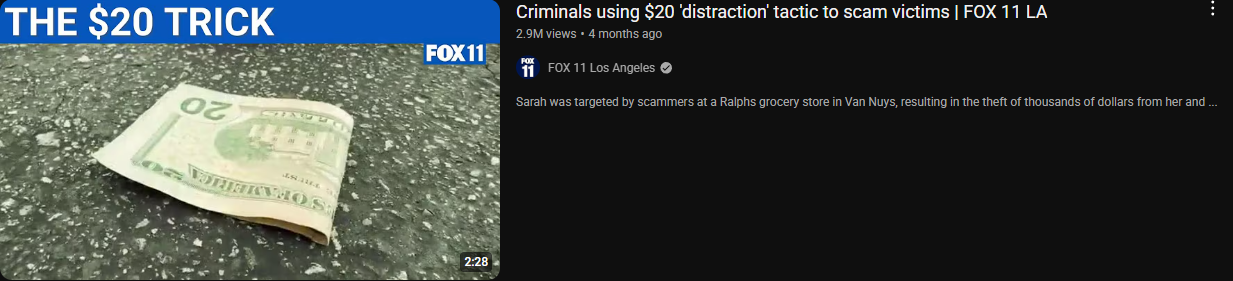 THE $20 TRICK
FOX 11
20
2:28
Criminals using $20 'distraction' tactic to scam victims | FOX 11 LA
2.9M views • 4 months ago
FOX 11
FOX 11 Los Angeles
Sarah was targeted by scammers at a Ralphs grocery store in Van Nuys, resulting in the theft of thousands of dollars from her and ...